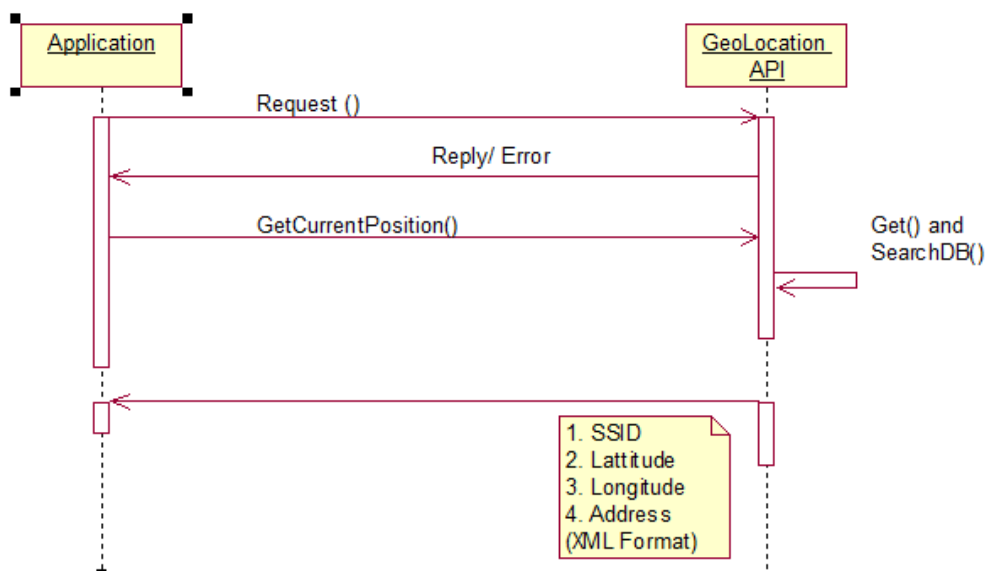 Application
GeoLocation
API
Request ()
Reply/ Error
GetCurrentPosition()
Get() and
SearchDB()
1. SSID
2. Lattitude
3. Longitude
4. Address
(XML Format)